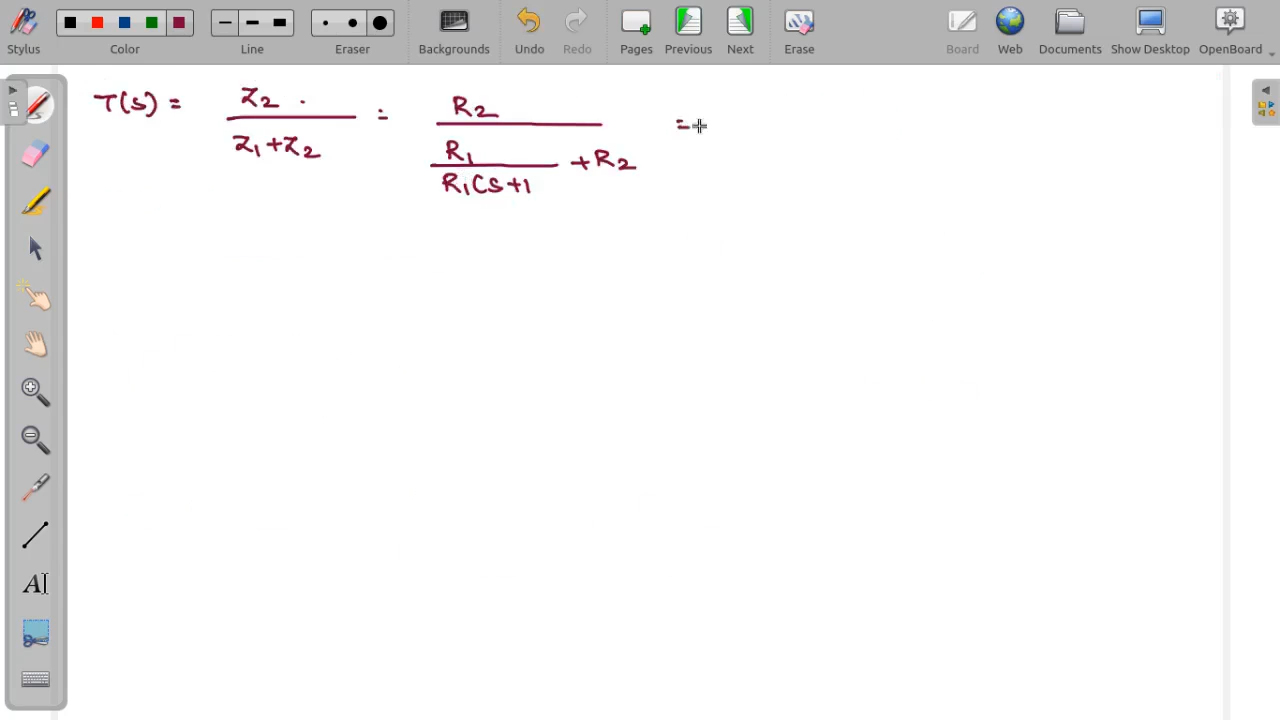 Stylus Color Line Eraser Backgrounds Undo Redo Pages Previous Next Erase Board Web Documents Show Desktop OpenBoard
T(s) = Z2 . / Z1+Z2 = R2 / (R1 / R1Cs+1 + R2) =
AI